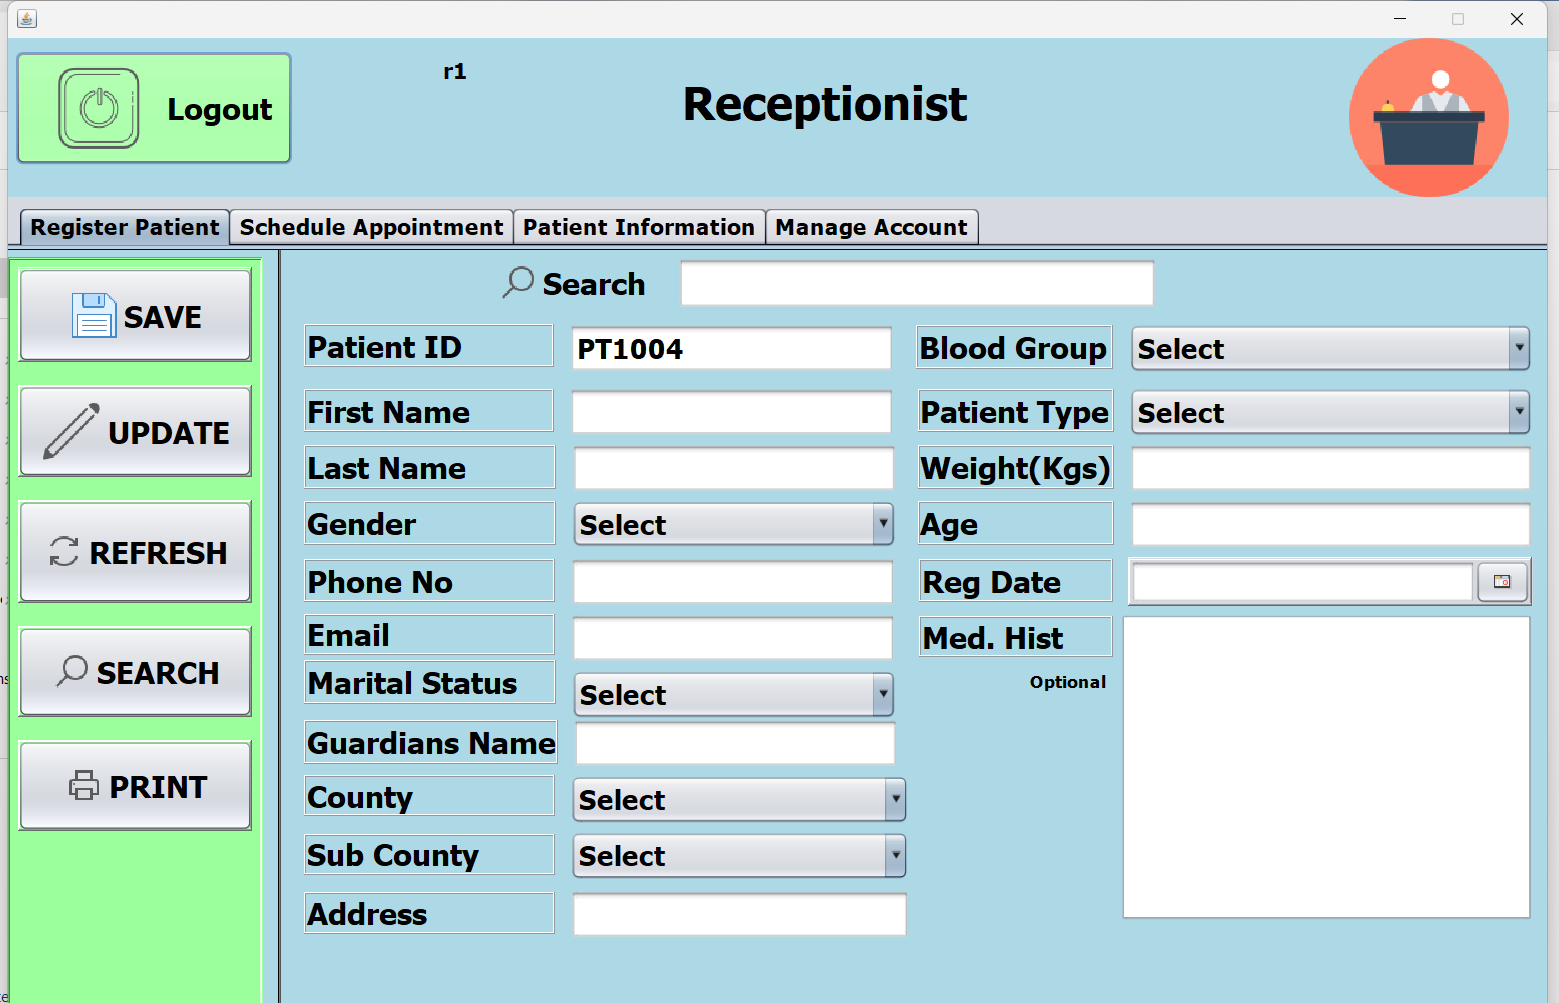 Logout
r1
Receptionist
Register Patient
Schedule Appointment
Patient Information
Manage Account
SAVE
UPDATE
REFRESH
SEARCH
PRINT
Search
Patient ID
PT1004
First Name
Last Name
Gender
Select
Phone No
Email
Marital Status
Select
Guardians Name
County
Select
Sub County
Select
Address
Blood Group
Select
Patient Type
Select
Weight(Kgs)
Age
Reg Date
Med. Hist
Optional